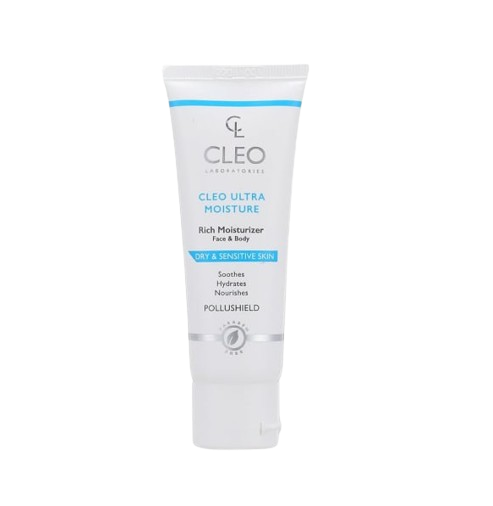 CL
CLEO
LABORATORIES
CLEO ULTRA
MOISTURE
Rich Moisturizer
Face & Body
DRY & SENSITIVE SKIN
Soothes
Hydrates
Nourishes
POLLUSHIELD